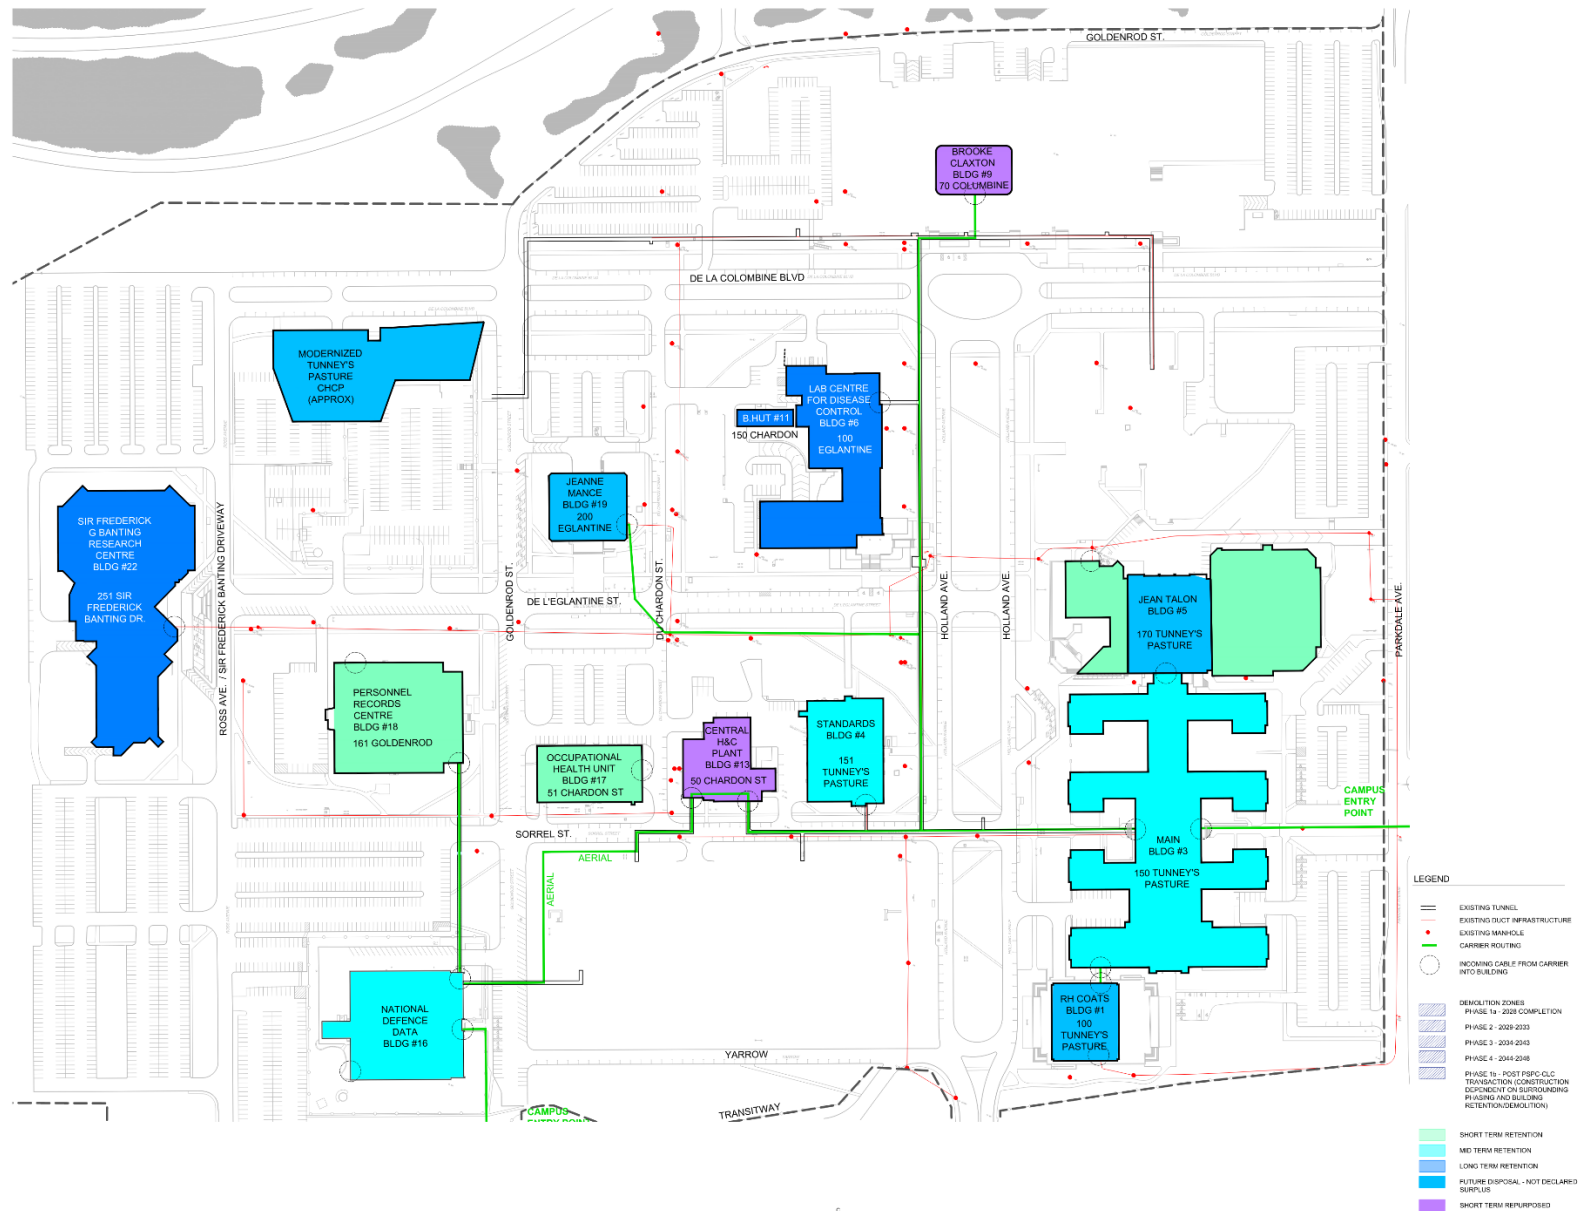 GOLDENROD ST.
BROOKE
CLAXTON
BLDG #9
70 COLUMBINE
DE LA COLOMBINE BLVD
MODERNIZED
TUNNEY'S
PASTURE
CHCP
(APPROX)
LAB CENTRE
FOR DISEASE
CONTROL
BLDG #6
100
EGLANTINE
B.HUT #11
150 CHARDON
JEANNE
MANCE
BLDG #19
200
EGLANTINE
SIR FREDERICK
G BANTING
RESEARCH
CENTRE
BLDG #22
251 SIR
FREDERICK
BANTING DR.
ROSS AVE. / SIR FREDERICK BANTING DRIVEWAY
GOLDENROD ST.
DE L'EGLANTINE ST.
DU CHARDON ST.
HOLLAND AVE.
HOLLAND AVE.
PARKDALE AVE.
JEAN TALON
BLDG #5
170 TUNNEY'S
PASTURE
PERSONNEL
RECORDS
CENTRE
BLDG #18
161 GOLDENROD
OCCUPATIONAL
HEALTH UNIT
BLDG #17
51 CHARDON ST
CENTRAL
H&C
PLANT
BLDG #13
50 CHARDON ST
STANDARDS
BLDG #4
151
TUNNEY'S
PASTURE
CAMPUS
ENTRY
POINT
SORREL ST.
AERIAL
AERIAL
MAIN
BLDG #3
150 TUNNEY'S
PASTURE
NATIONAL
DEFENCE
DATA
BLDG #16
RH COATS
BLDG #1
100
TUNNEY'S
PASTURE
YARROW
TRANSITWAY
CAMPUS
ENTRY POINT
LEGEND
EXISTING TUNNEL
EXISTING DUCT INFRASTRUCTURE
EXISTING MANHOLE
CARRIER ROUTING
INCOMING CABLE FROM CARRIER
INTO BUILDING
DEMOLITION ZONES
PHASE 1a - 2028 COMPLETION
PHASE 2 - 2029-2033
PHASE 3 - 2034-2043
PHASE 4 - 2044-2048
PHASE 1b - POST PSPC-CLC
TRANSACTION (CONSTRUCTION
DEPENDENT ON SURROUNDING
PHASING AND BUILDING
RETENTION/DEMOLITION)
SHORT TERM RETENTION
MID TERM RETENTION
LONG TERM RETENTION
FUTURE DISPOSAL - NOT DECLARED
SURPLUS
SHORT TERM REPURPOSED